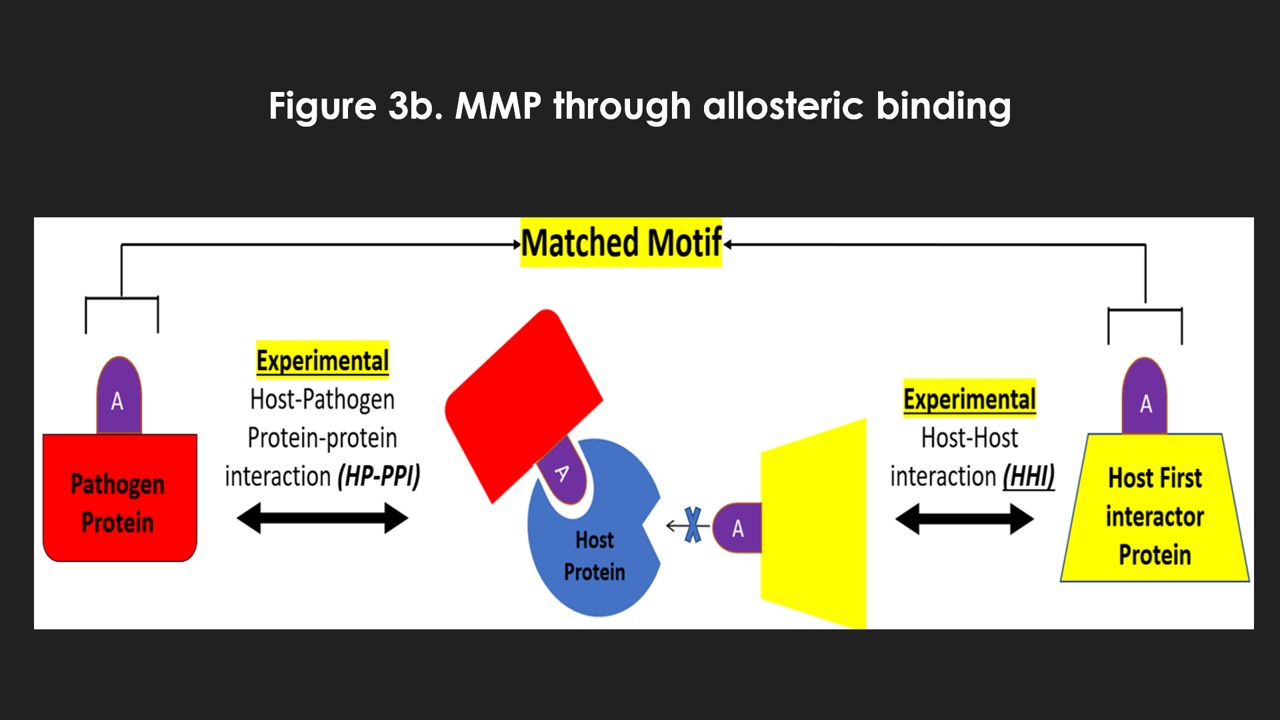 Figure 3b. MMP through allosteric binding
Matched Motif
A
Pathogen
Protein
Experimental
Host-Pathogen
Protein-protein
interaction (HP-PPI)
A
Host
Protein
A
Experimental
Host-Host
interaction (HHI)
A
Host First
interactor
Protein